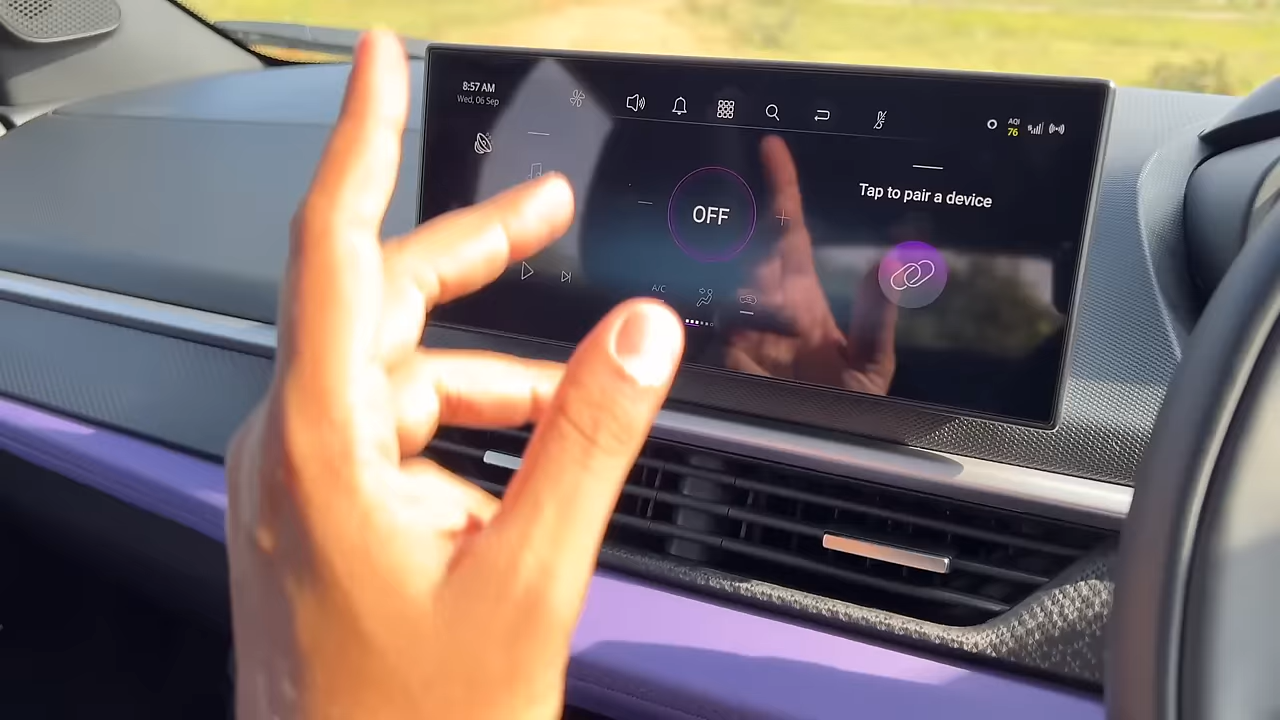 8:57 AM
Wed, 06 Sep
AQI
76
Tap to pair a device
OFF
A/C